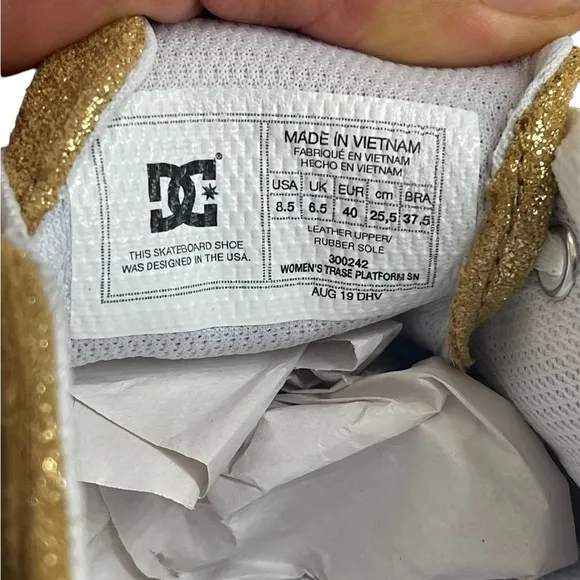 DC®
THIS SKATEBOARD SHOE
WAS DESIGNED IN THE USA.
MADE IN VIETNAM
FABRIQUÉ EN VIETNAM
HECHO EN VIETNAM
USA UK EUR cm BRA
8.5 6.5 40 25,5 37.5
LEATHER UPPER/
RUBBER SOLE
300242
WOMEN'S TRASE PLATFORM SN
AUG 19 DHV